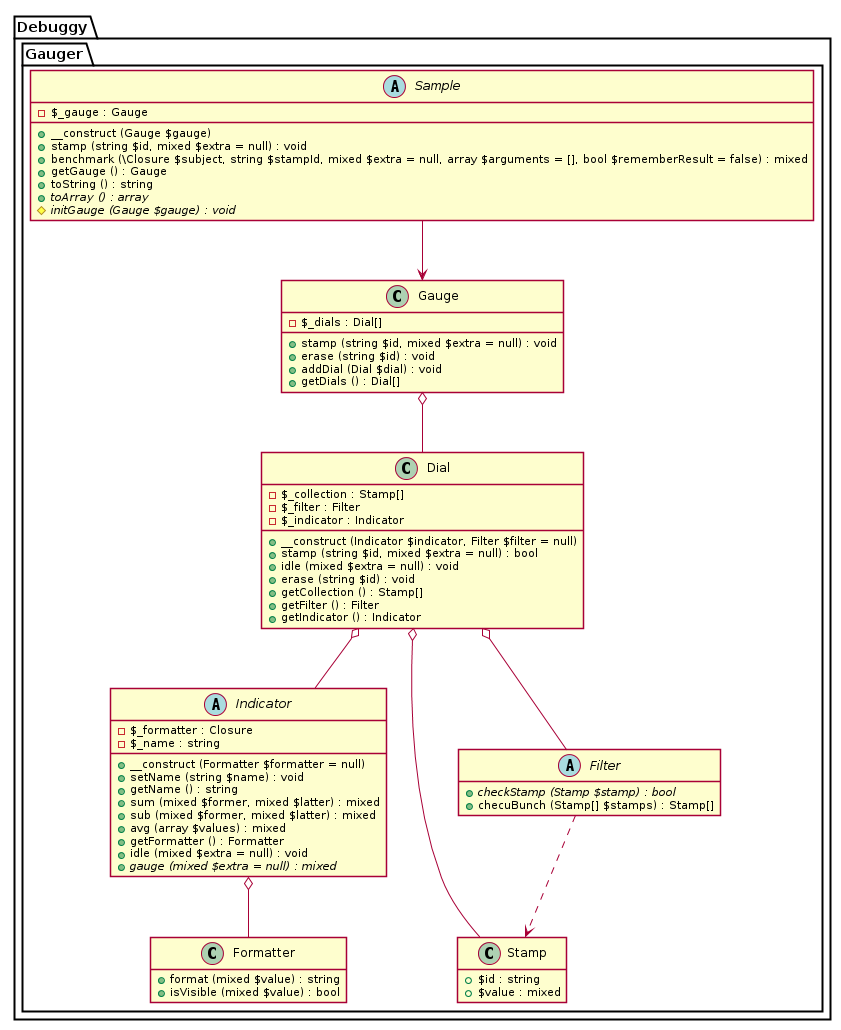 Debuggy
Gauger
A Sample
$_gauge : Gauge
__construct (Gauge $gauge)
stamp (string $id, mixed $extra = null) : void
benchmark (\Closure $subject, string $stampId, mixed $extra = null, array $arguments = [], bool $rememberResult = false) : mixed
getGauge () : Gauge
toString () : string
toArray () : array
initGauge (Gauge $gauge) : void
C Gauge
$_dials : Dial[]
stamp (string $id, mixed $extra = null) : void
erase (string $id) : void
addDial (Dial $dial) : void
getDials () : Dial[]
C Dial
$_collection : Stamp[]
$_filter : Filter
$_indicator : Indicator
__construct (Indicator $indicator, Filter $filter = null)
stamp (string $id, mixed $extra = null) : bool
idle (mixed $extra = null) : void
erase (string $id) : void
getCollection () : Stamp[]
getFilter () : Filter
getIndicator () : Indicator
A Indicator
$_formatter : Closure
$_name : string
__construct (Formatter $formatter = null)
setName (string $name) : void
getName () : string
sum (mixed $former, mixed $latter) : mixed
sub (mixed $former, mixed $latter) : mixed
avg (array $values) : mixed
getFormatter () : Formatter
idle (mixed $extra = null) : void
gauge (mixed $extra = null) : mixed
A Filter
checkStamp (Stamp $stamp) : bool
checuBunch (Stamp[] $stamps) : Stamp[]
C Formatter
format (mixed $value) : string
isVisible (mixed $value) : bool
C Stamp
$id : string
$value : mixed